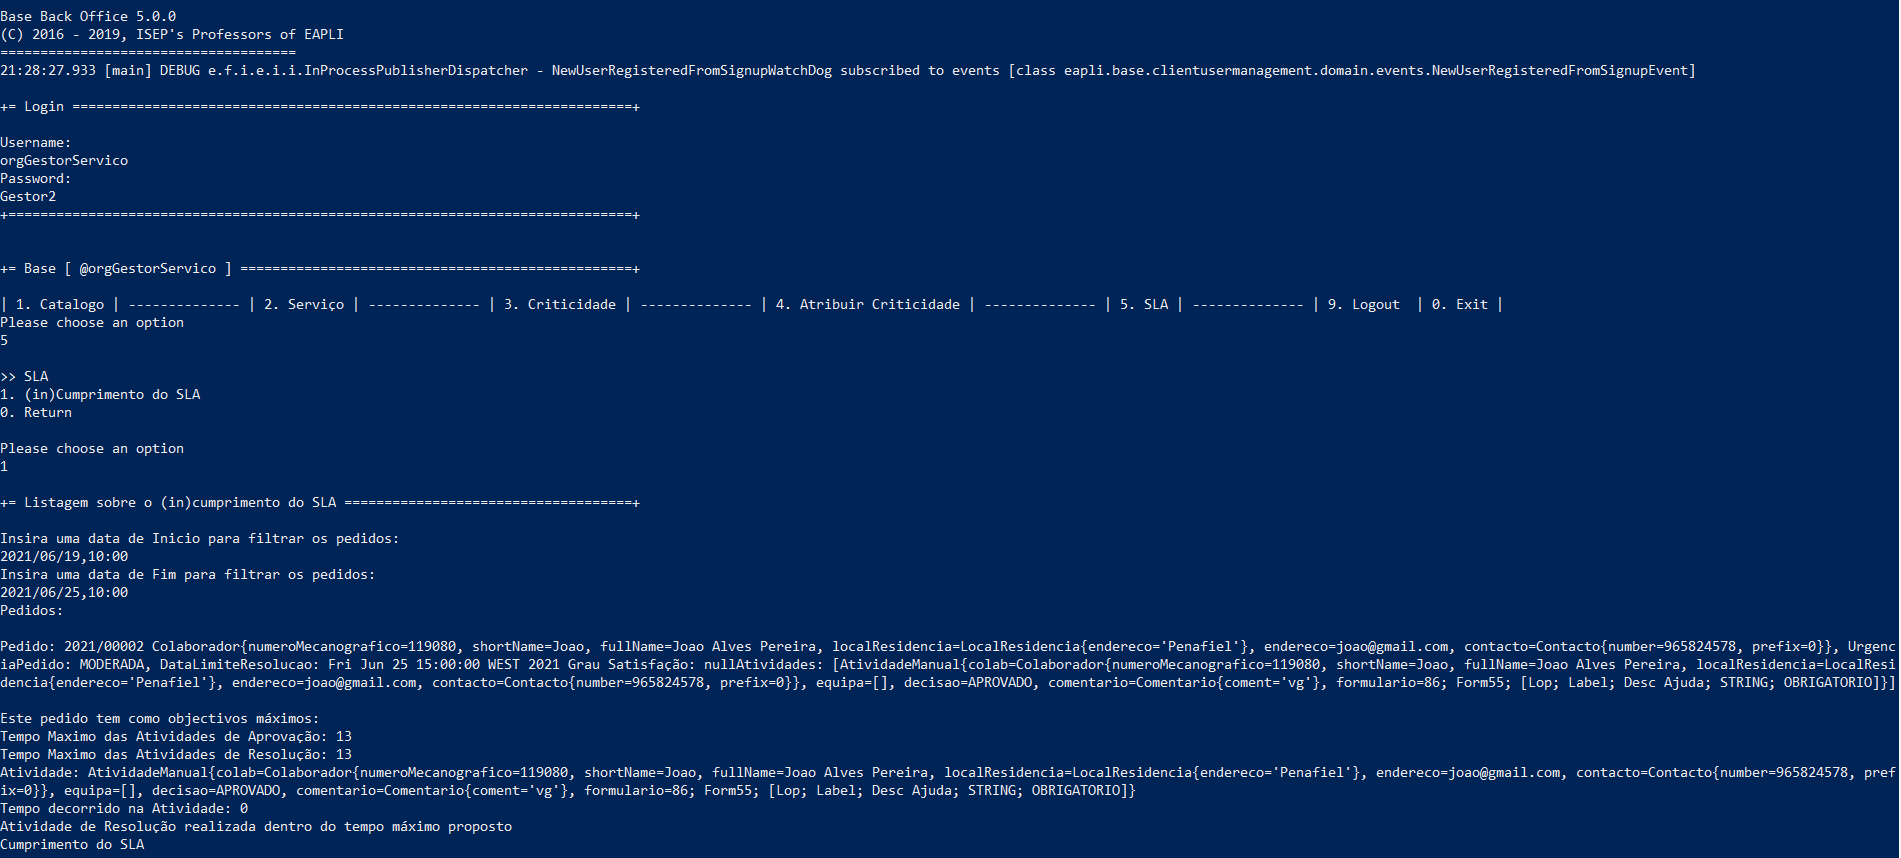 Base Back Office 5.0.0
(C) 2016 - 2019, ISEP's Professors of EAPLI
=====================================
21:28:27.933 [main] DEBUG e.f.i.e.i.i.InProcessPublisherDispatcher - NewUserRegisteredFromSignupWatchDog subscribed to events [class eapli.base.clientusermanagement.domain.events.NewUserRegisteredFromSignupEvent]
+= Login ======================================================================+
Username:
orgGestorServico
Password:
Gestor2
+==============================================================================+
+= Base [ @orgGestorServico ] =================================================+
| 1. Catalogo | -------------- | 2. Serviço | -------------- | 3. Criticidade | -------------- | 4. Atribuir Criticidade | -------------- | 5. SLA | -------------- | 9. Logout  | 0. Exit |
Please choose an option
5
>> SLA
1. (in)Cumprimento do SLA
0. Return
Please choose an option
1
+= Listagem sobre o (in)cumprimento do SLA ====================================+
Insira uma data de Inicio para filtrar os pedidos:
2021/06/19,10:00
Insira uma data de Fim para filtrar os pedidos:
2021/06/25,10:00
Pedidos:
Pedido: 2021/00002 Colaborador{numeroMecanografico=119080, shortName=Joao, fullName=Joao Alves Pereira, localResidencia=LocalResidencia{endereco='Penafiel'}, endereco=joao@gmail.com, contacto=Contacto{number=965824578, prefix=0}}, Urgenc
iaPedido: MODERADA, DataLimiteResolucao: Fri Jun 25 15:00:00 WEST 2021 Grau Satisfação: nullAtividades: [AtividadeManual{colab=Colaborador{numeroMecanografico=119080, shortName=Joao, fullName=Joao Alves Pereira, localResidencia=LocalResi
dencia{endereco='Penafiel'}, endereco=joao@gmail.com, contacto=Contacto{number=965824578, prefix=0}}, equipa=[], decisao=APROVADO, comentario=Comentario{coment='vg'}, formulario=86; Form55; [Lop; Label; Desc Ajuda; STRING; OBRIGATORIO]}]
Este pedido tem como objectivos máximos:
Tempo Maximo das Atividades de Aprovação: 13
Tempo Maximo das Atividades de Resolução: 13
Atividade: AtividadeManual{colab=Colaborador{numeroMecanografico=119080, shortName=Joao, fullName=Joao Alves Pereira, localResidencia=LocalResidencia{endereco='Penafiel'}, endereco=joao@gmail.com, contacto=Contacto{number=965824578, pref
ix=0}}, equipa=[], decisao=APROVADO, comentario=Comentario{coment='vg'}, formulario=86; Form55; [Lop; Label; Desc Ajuda; STRING; OBRIGATORIO]}
Tempo decorrido na Atividade: 0
Atividade de Resolução realizada dentro do tempo máximo proposto
Cumprimento do SLA